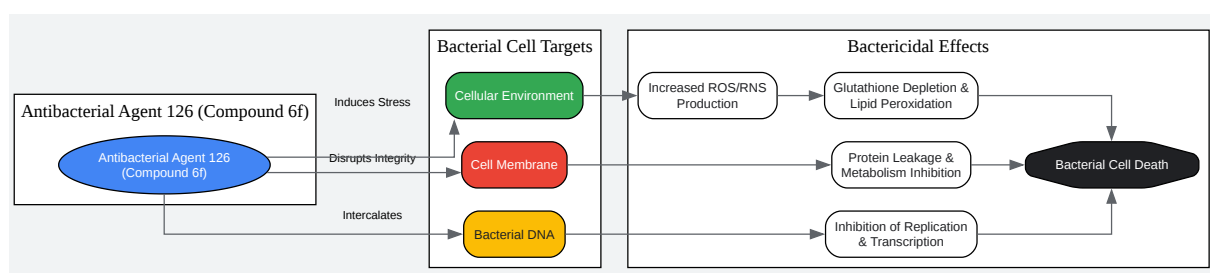 Antibacterial Agent 126 (Compound 6f)
Antibacterial Agent 126
(Compound 6f)
Induces Stress
Disrupts Integrity
Intercalates
Bacterial Cell Targets
Cellular Environment
Cell Membrane
Bacterial DNA
Bactericidal Effects
Increased ROS/RNS
Production
Glutathione Depletion &
Lipid Peroxidation
Protein Leakage &
Metabolism Inhibition
Inhibition of Replication
& Transcription
Bacterial Cell Death